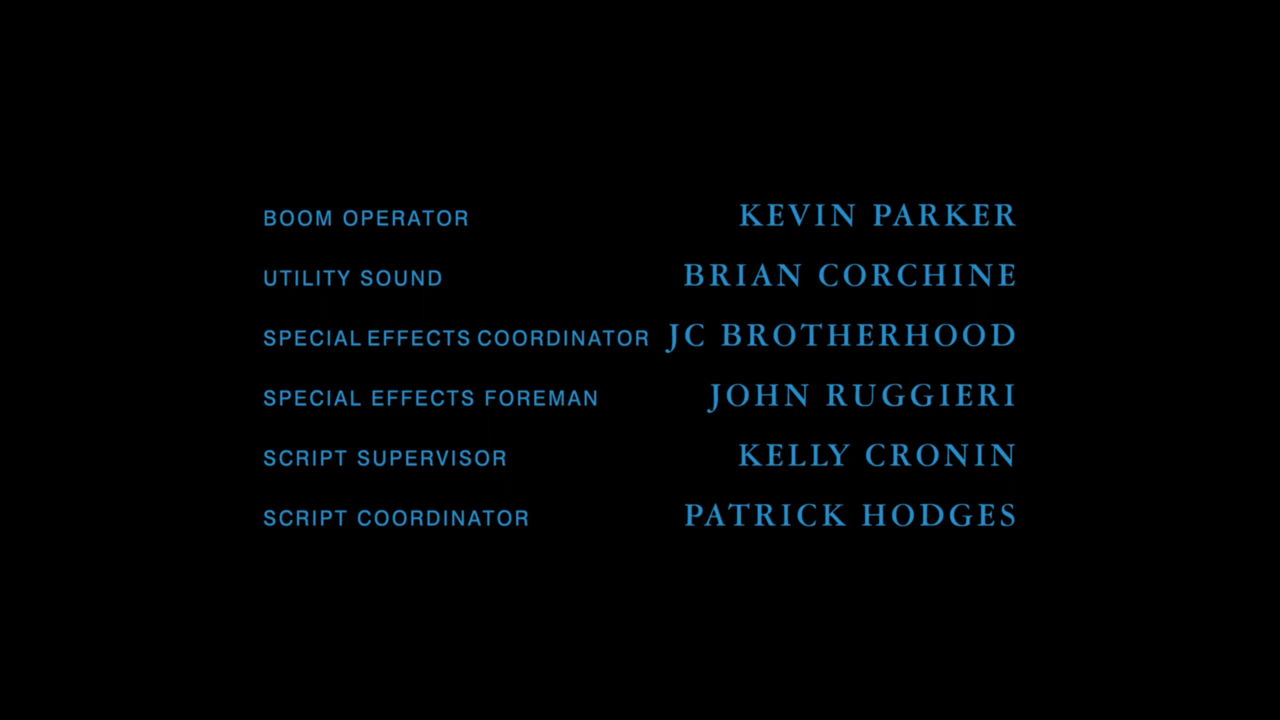 BOOM OPERATOR KEVIN PARKER
UTILITY SOUND BRIAN CORCHINE
SPECIAL EFFECTS COORDINATOR JC BROTHERHOOD
SPECIAL EFFECTS FOREMAN JOHN RUGGIERI
SCRIPT SUPERVISOR KELLY CRONIN
SCRIPT COORDINATOR PATRICK HODGES